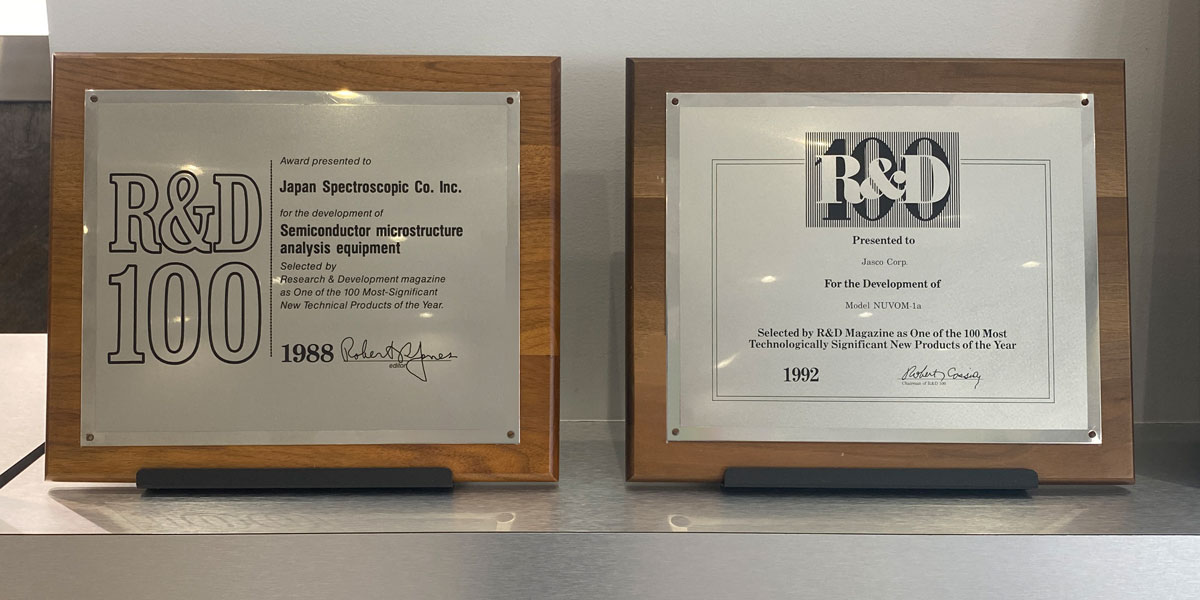 R&D
100
Award presented to
Japan Spectroscopic Co. Inc.
for the development of
Semiconductor microstructure
analysis equipment
Selected by
Research & Development magazine
as One of the 100 Most-Significant
New Technical Products of the Year.
1988 Robert R. Jones
editor
100
R&D
Presented to
Jasco Corp.
For the Development of
Model NUVOM-1a
Selected by R&D Magazine as One of the 100 Most
Technologically Significant New Products of the Year
1992 Robert
Chairman of R&D 100